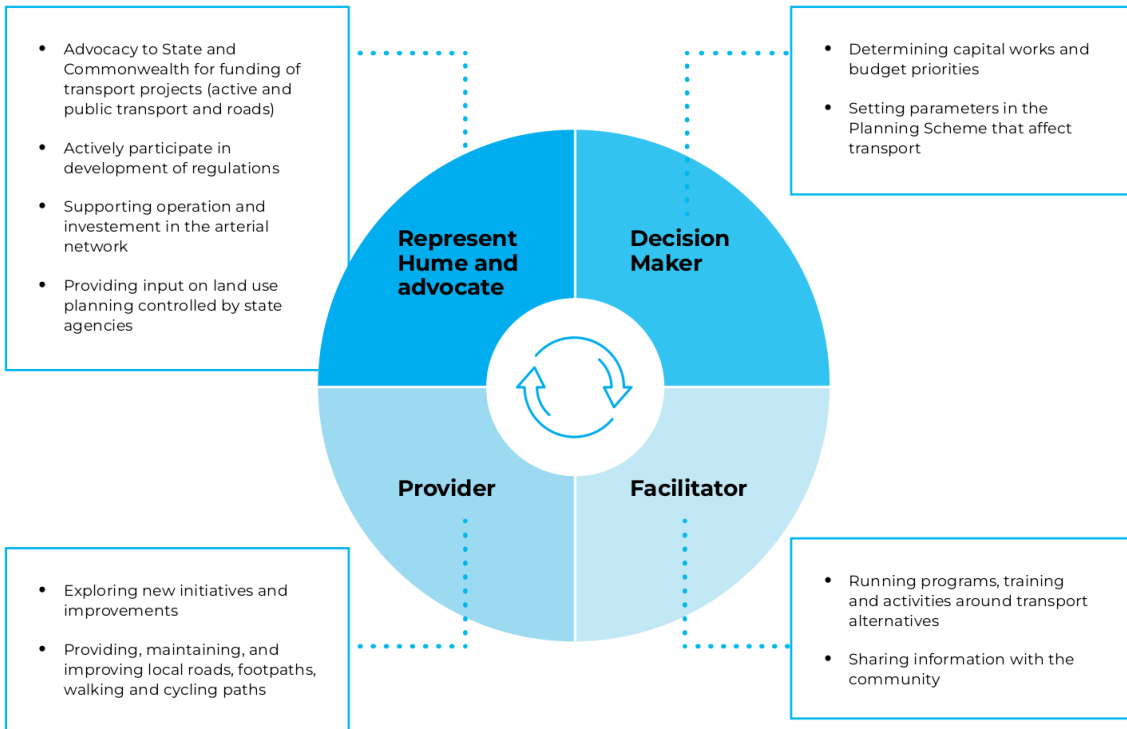 • Advocacy to State and
Commonwealth for funding of
transport projects (active and
public transport and roads)
• Actively participate in
development of regulations
• Supporting operation and
investement in the arterial
network
• Providing input on land use
planning controlled by state
agencies
• Determining capital works and
budget priorities
• Setting parameters in the
Planning Scheme that affect
transport
Represent
Hume and
advocate
Decision
Maker
Provider
Facilitator
• Exploring new initiatives and
improvements
• Providing, maintaining, and
improving local roads, footpaths,
walking and cycling paths
• Running programs, training
and activities around transport
alternatives
• Sharing information with the
community